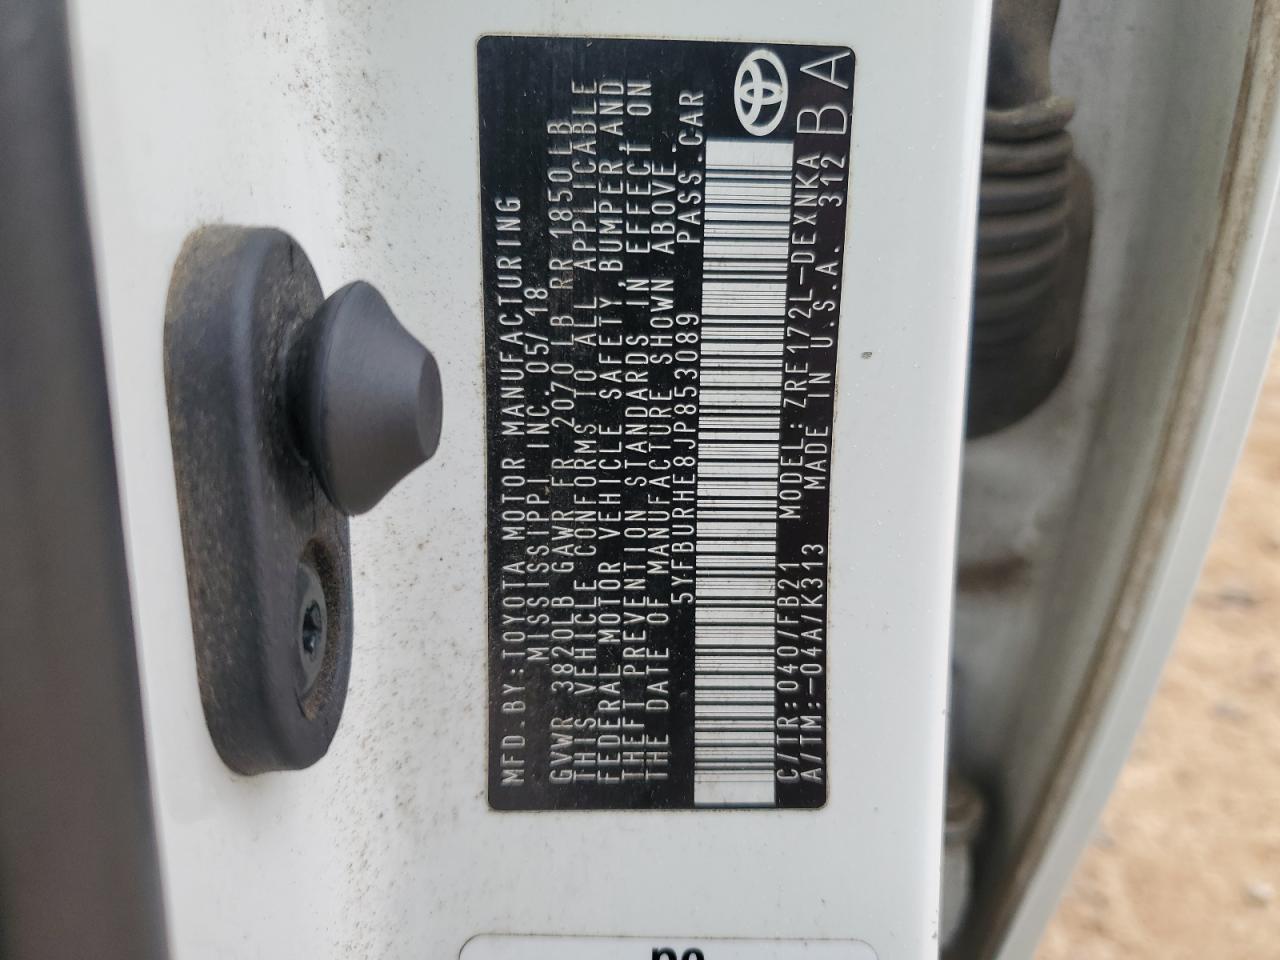 MFD.BY:TOYOTA MOTOR MANUFACTURING
MISSISSIPPI INC. 05/18
GVWR 3820LB GAWR FR 2070 LB RR 1850LB
THIS VEHICLE CONFORMS TO ALL APPLICABLE
FEDERAL MOTOR VEHICLE SAFETY, BUMPER, AND
THEFT PREVENTION STANDARDS IN EFFECT ON
THE DATE OF MANUFACTURE SHOWN ABOVE.
5YFBURHE8JP853089 PASS.CAR
C/TR:040/FB21 MODEL:ZRE172L-DEXNKA
A/TM:-04A/K313 MADE IN U.S.A. 312 BA